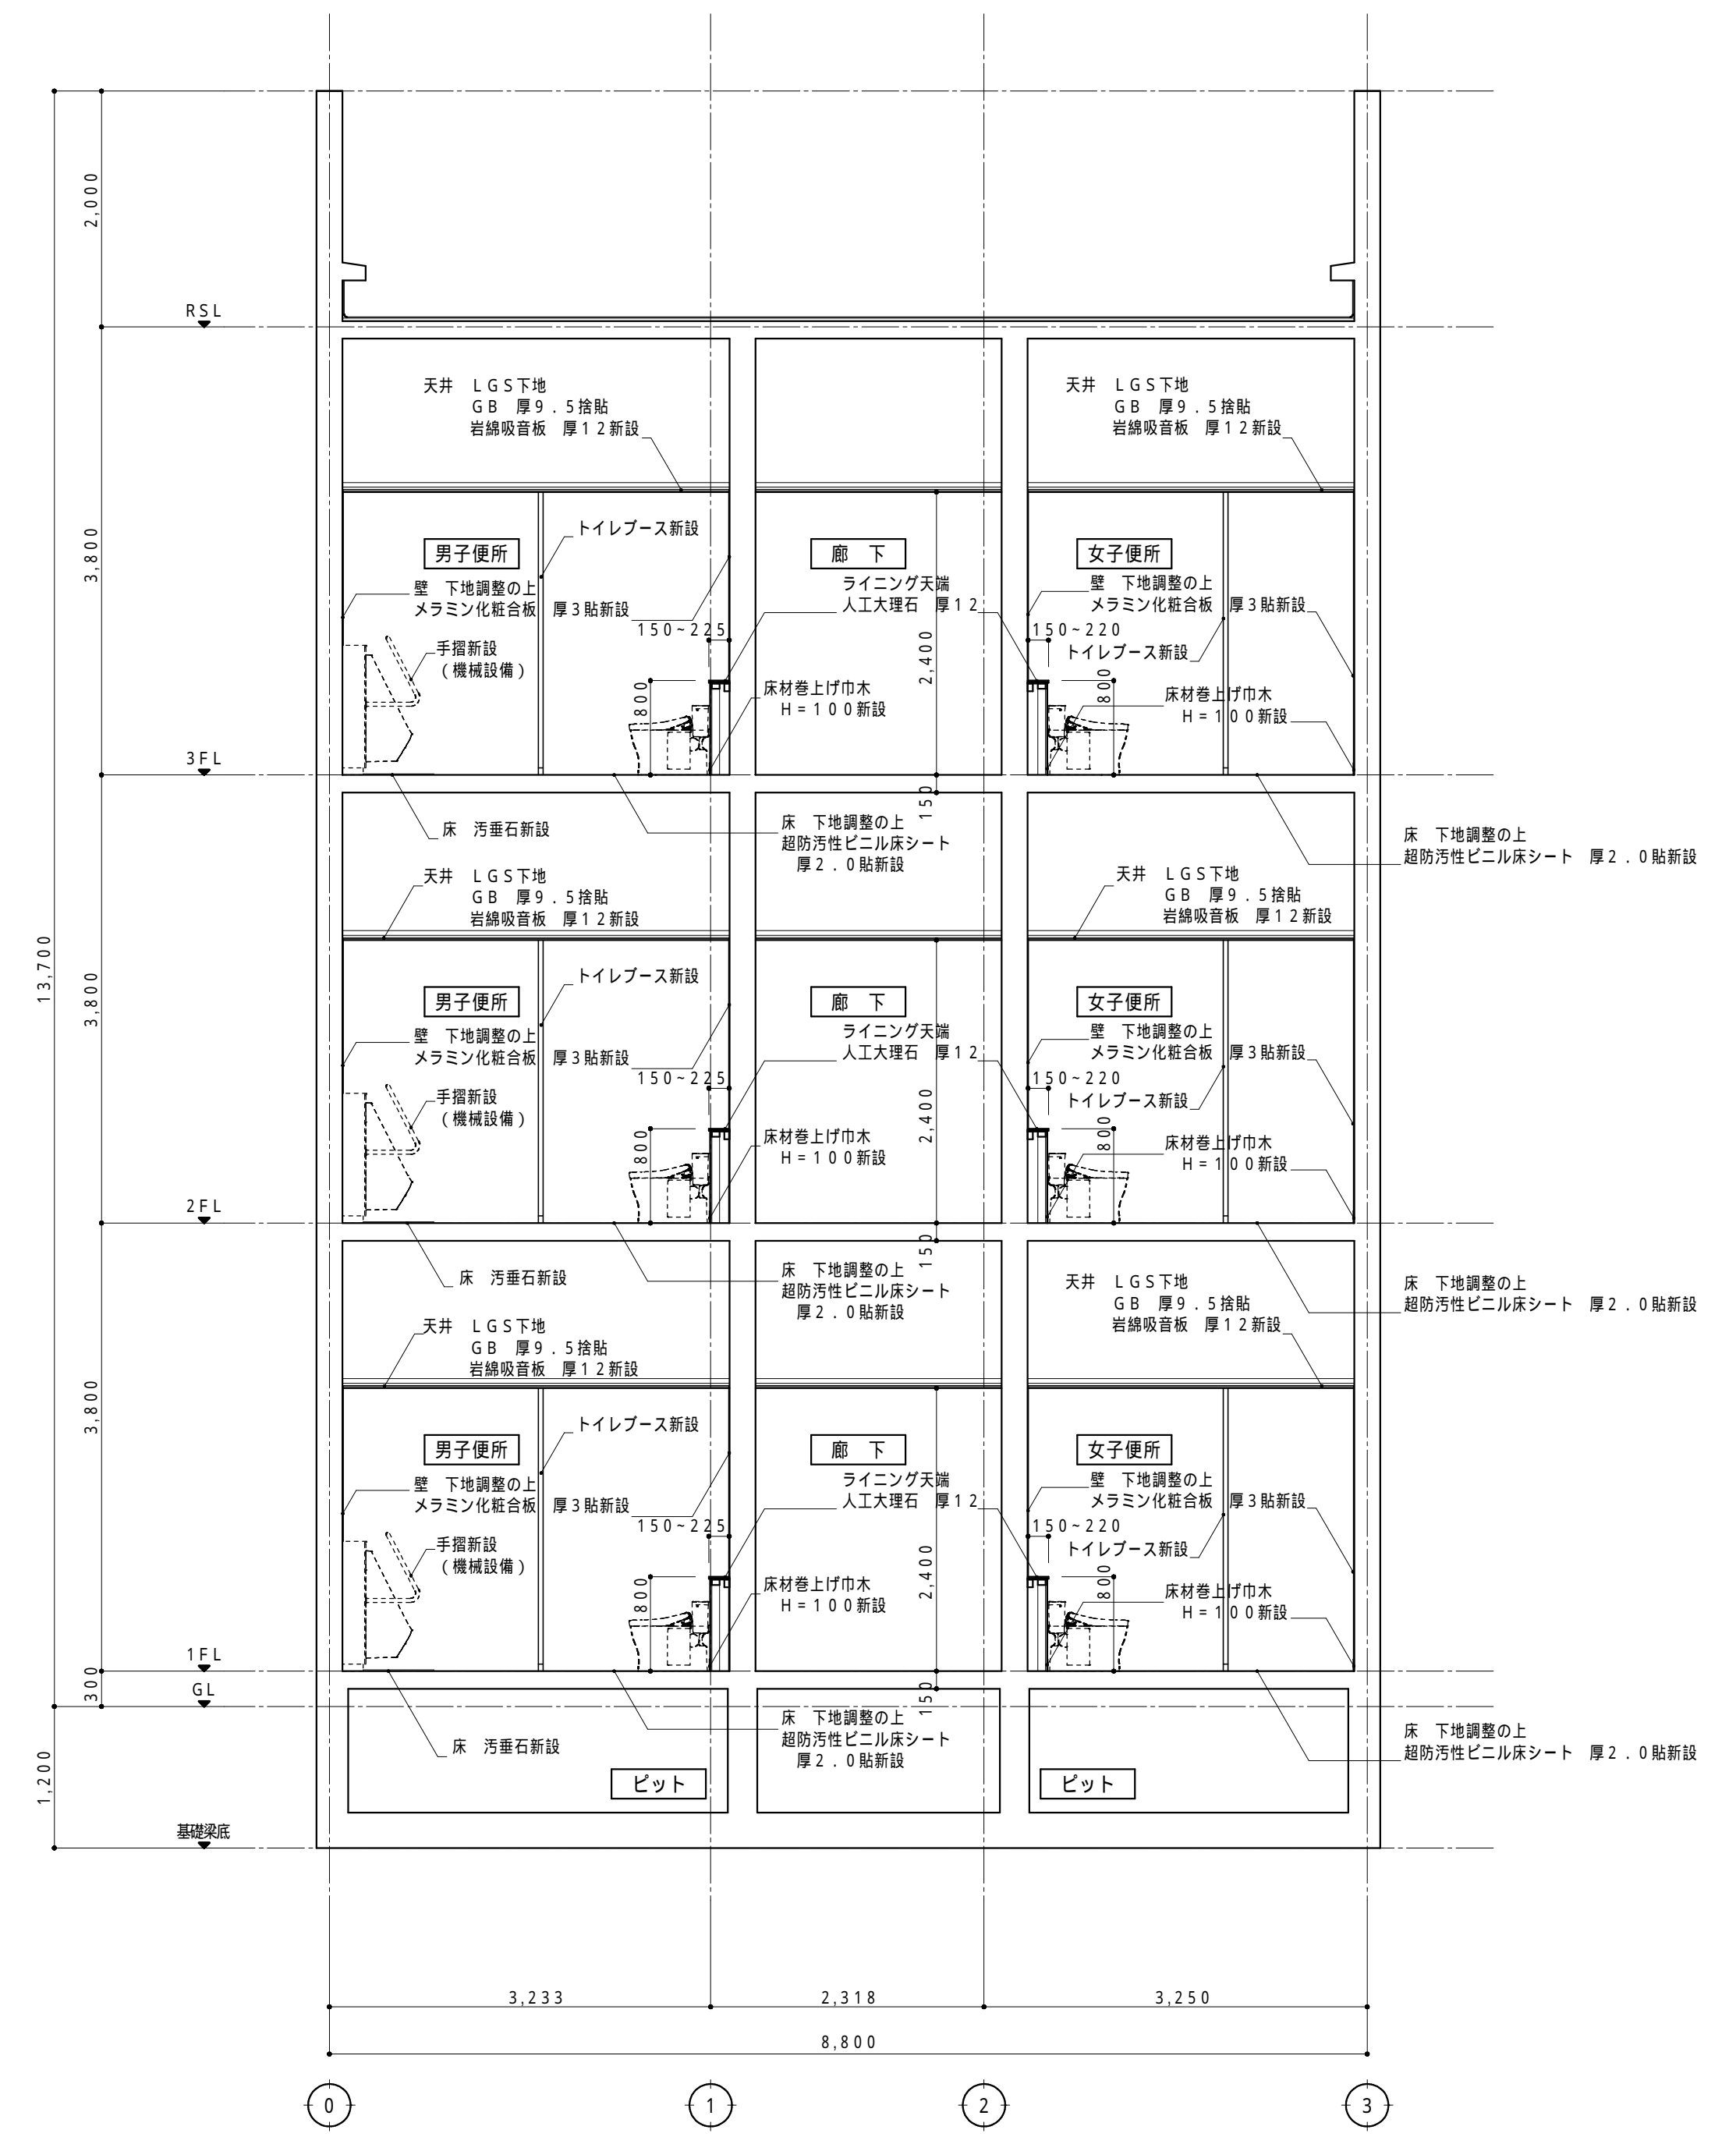 2,000
RSL
天井　ＬＧＳ下地
ＧＢ　厚９．５捨貼
岩綿吸音板　厚１２新設
天井　ＬＧＳ下地
ＧＢ　厚９．５捨貼
岩綿吸音板　厚１２新設
3,800
トイレブース新設
男子便所
廊　下
女子便所
壁　下地調整の上
メラミン化粧合板　厚３貼新設
ライニング天端
人工大理石　厚１２
壁　下地調整の上
メラミン化粧合板　厚３貼新設
150~225
150~220
手摺新設
（機械設備）
2,400
トイレブース新設
800
床材巻上げ巾木
Ｈ＝１００新設
800
床材巻上げ巾木
Ｈ＝１００新設
3FL
150
床　汚垂石新設
床　下地調整の上
超防汚性ビニル床シート
厚２．０貼新設
床　下地調整の上
超防汚性ビニル床シート　厚２．０貼新設
天井　ＬＧＳ下地
ＧＢ　厚９．５捨貼
岩綿吸音板　厚１２新設
天井　ＬＧＳ下地
ＧＢ　厚９．５捨貼
岩綿吸音板　厚１２新設
13,700
3,800
トイレブース新設
男子便所
廊　下
女子便所
壁　下地調整の上
メラミン化粧合板　厚３貼新設
ライニング天端
人工大理石　厚１２
壁　下地調整の上
メラミン化粧合板　厚３貼新設
150~225
150~220
手摺新設
（機械設備）
2,400
トイレブース新設
800
床材巻上げ巾木
Ｈ＝１００新設
800
床材巻上げ巾木
Ｈ＝１００新設
2FL
150
床　汚垂石新設
床　下地調整の上
超防汚性ビニル床シート
厚２．０貼新設
天井　ＬＧＳ下地
ＧＢ　厚９．５捨貼
岩綿吸音板　厚１２新設
床　下地調整の上
超防汚性ビニル床シート　厚２．０貼新設
天井　ＬＧＳ下地
ＧＢ　厚９．５捨貼
岩綿吸音板　厚１２新設
3,800
トイレブース新設
男子便所
廊　下
女子便所
壁　下地調整の上
メラミン化粧合板　厚３貼新設
ライニング天端
人工大理石　厚１２
壁　下地調整の上
メラミン化粧合板　厚３貼新設
150~225
150~220
手摺新設
（機械設備）
2,400
トイレブース新設
800
床材巻上げ巾木
Ｈ＝１００新設
800
床材巻上げ巾木
Ｈ＝１００新設
1FL
300
GL
150
床　汚垂石新設
床　下地調整の上
超防汚性ビニル床シート
厚２．０貼新設
床　下地調整の上
超防汚性ビニル床シート　厚２．０貼新設
1,200
ピット
ピット
基礎梁底
3,233
2,318
3,250
8,800
0
1
2
3